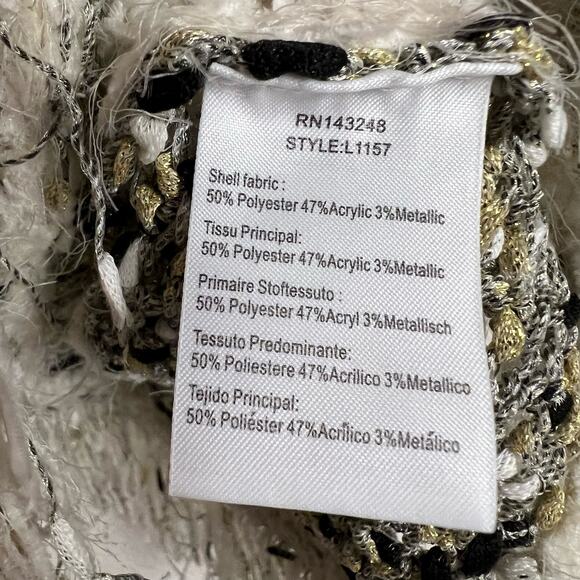 RN143248
STYLE:L1157
Shell fabric :
50% Polyester 47%Acrylic 3%Metallic
Tissu Principal:
50% Polyester 47%Acrylic 3%Metallic
Primaire Stoftessuto :
50% Polyester 47%Acryl 3%Metallisch
Tessuto Predominante:
50% Poliestere 47%Acrilico 3%Metallico
Tejido Principal:
50% Poliéster 47%Acrílico 3%Metálico